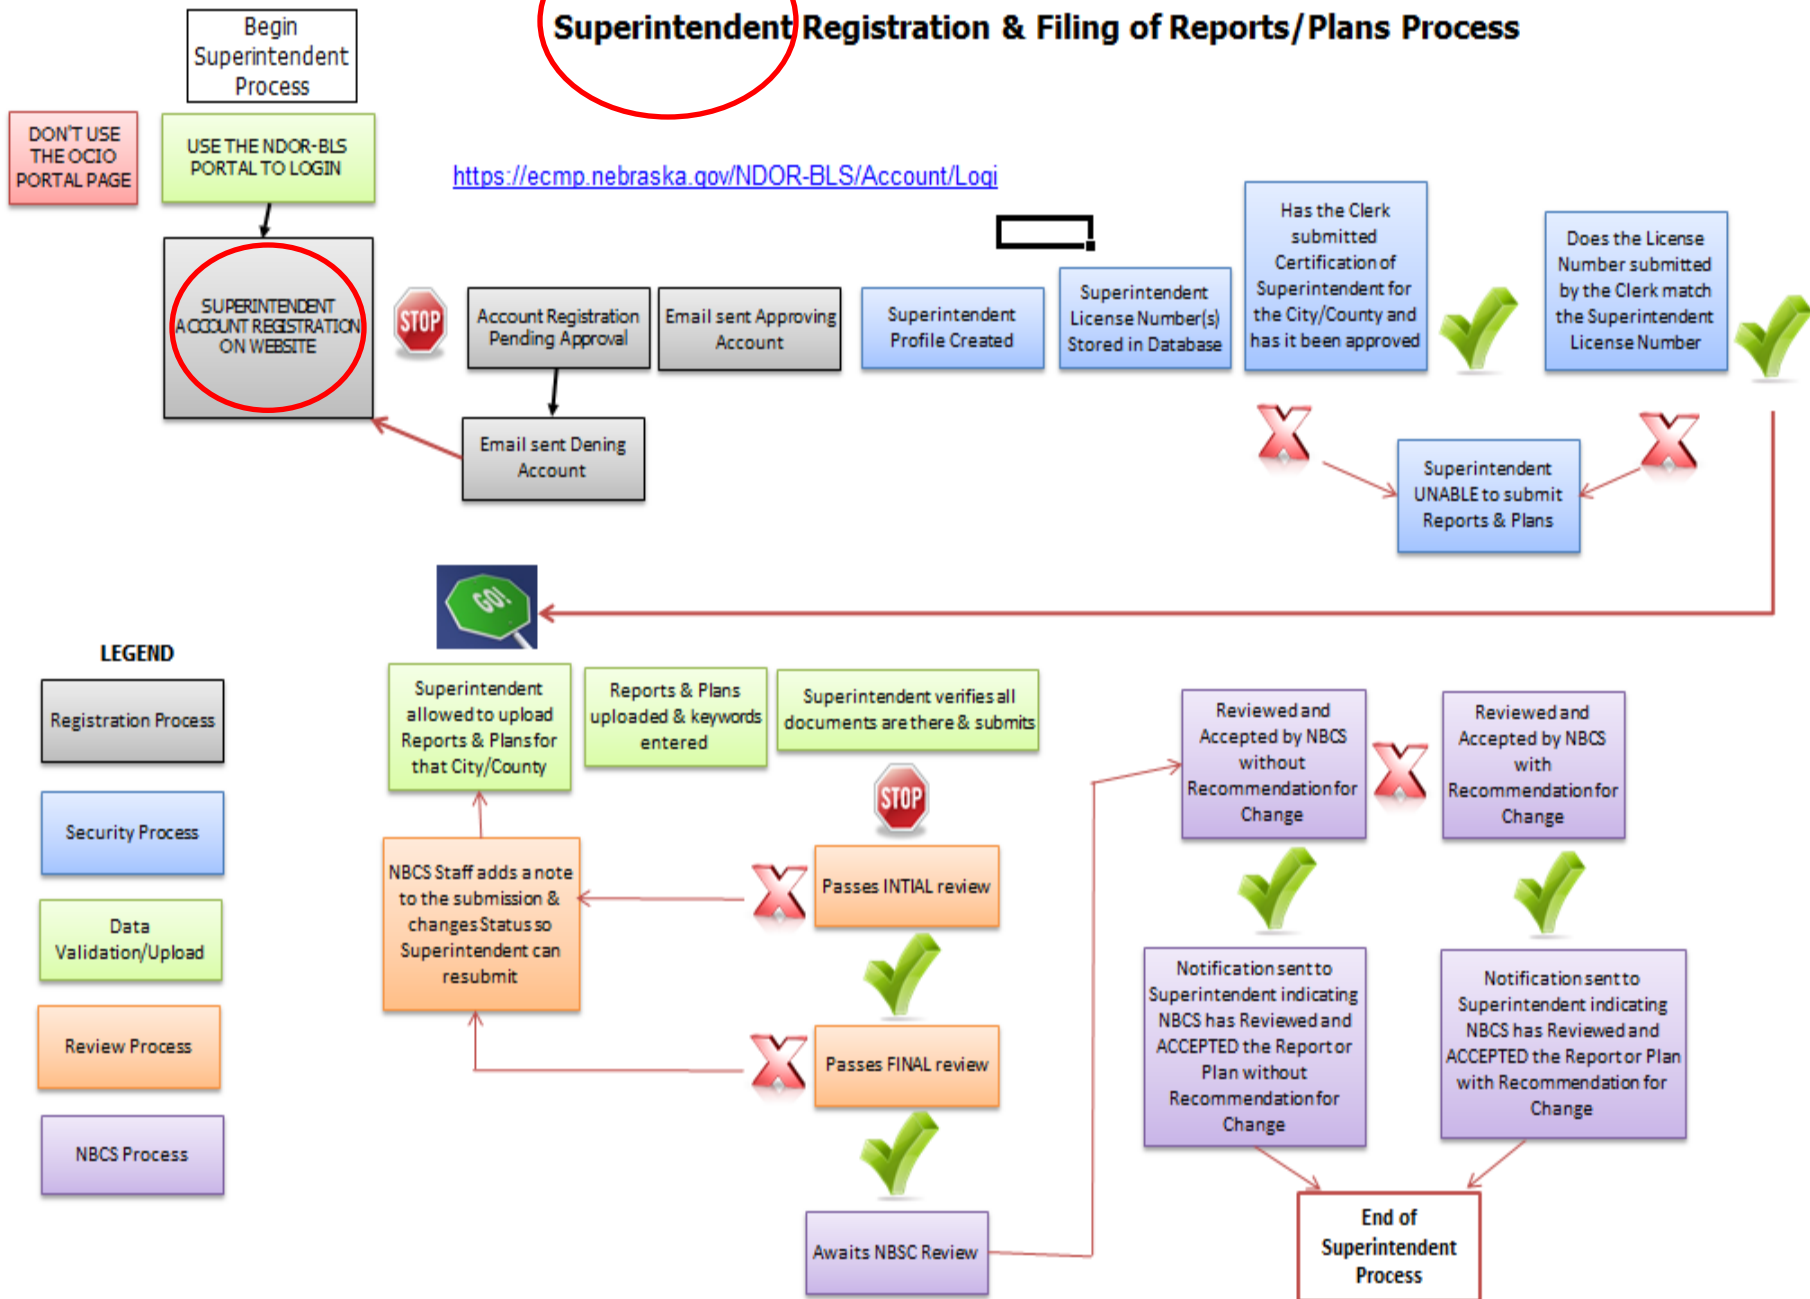 Superintendent Registration & Filing of Reports/Plans Process
Begin
Superintendent
Process
DON'T USE
THE OCIO
PORTAL PAGE
USE THE NDOR-BLS
PORTAL TO LOGIN
https://ecmp.nebraska.gov/NDOR-BLS/Account/Logi
SUPERINTENDENT
ACCOUNT REGISTRATION
ON WEBSITE
STOP
Account Registration
Pending Approval
Email sent Approving
Account
Superintendent
Profile Created
Superintendent
License Number(s)
Stored in Database
Has the Clerk
submitted
Certification of
Superintendent for
the City/County and
has it been approved
Does the License
Number submitted
by the Clerk match
the Superintendent
License Number
Email sent Dening
Account
Superintendent
UNABLE to submit
Reports & Plans
GO!
LEGEND
Registration Process
Security Process
Data
Validation/Upload
Review Process
NBCS Process
Superintendent
allowed to upload
Reports & Plans for
that City/County
Reports & Plans
uploaded & keywords
entered
Superintendent verifies all
documents are there & submits
STOP
NBCS Staff adds a note
to the submission &
changes Status so
Superintendent can
resubmit
Passes INTIAL review
Passes FINAL review
Awaits NBSC Review
Reviewed and
Accepted by NBCS
without
Recommendation for
Change
Reviewed and
Accepted by NBCS
with
Recommendation for
Change
Notification sent to
Superintendent indicating
NBCS has Reviewed and
ACCEPTED the Report or
Plan without
Recommendation for
Change
Notification sent to
Superintendent indicating
NBCS has Reviewed and
ACCEPTED the Report or Plan
with Recommendation for
Change
End of
Superintendent
Process